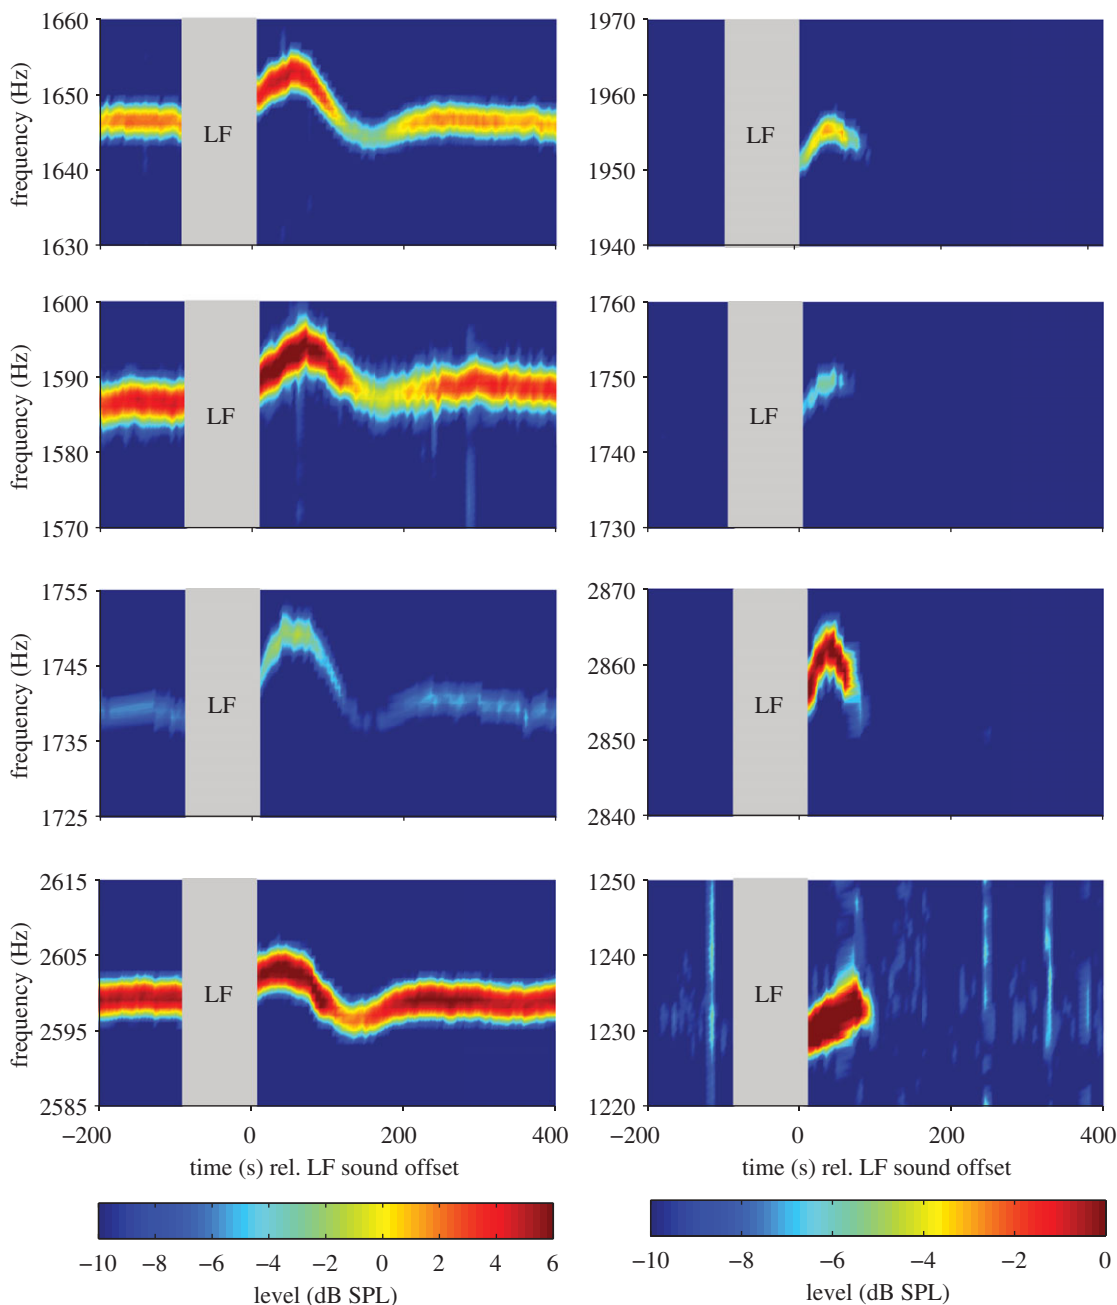 1660
1650
1640
1630
frequency (Hz)
LF
1970
1960
1950
1940
LF
1600
1590
1580
1570
frequency (Hz)
LF
1760
1750
1740
1730
LF
1755
1745
1735
1725
frequency (Hz)
LF
2870
2860
2850
2840
LF
2615
2605
2595
2585
frequency (Hz)
LF
−200 0 200 400
time (s) rel. LF sound offset
1250
1240
1230
1220
LF
−200 0 200 400
time (s) rel. LF sound offset
−10 −8 −6 −4 −2 0 2 4 6
level (dB SPL)
−10 −8 −6 −4 −2 0
level (dB SPL)